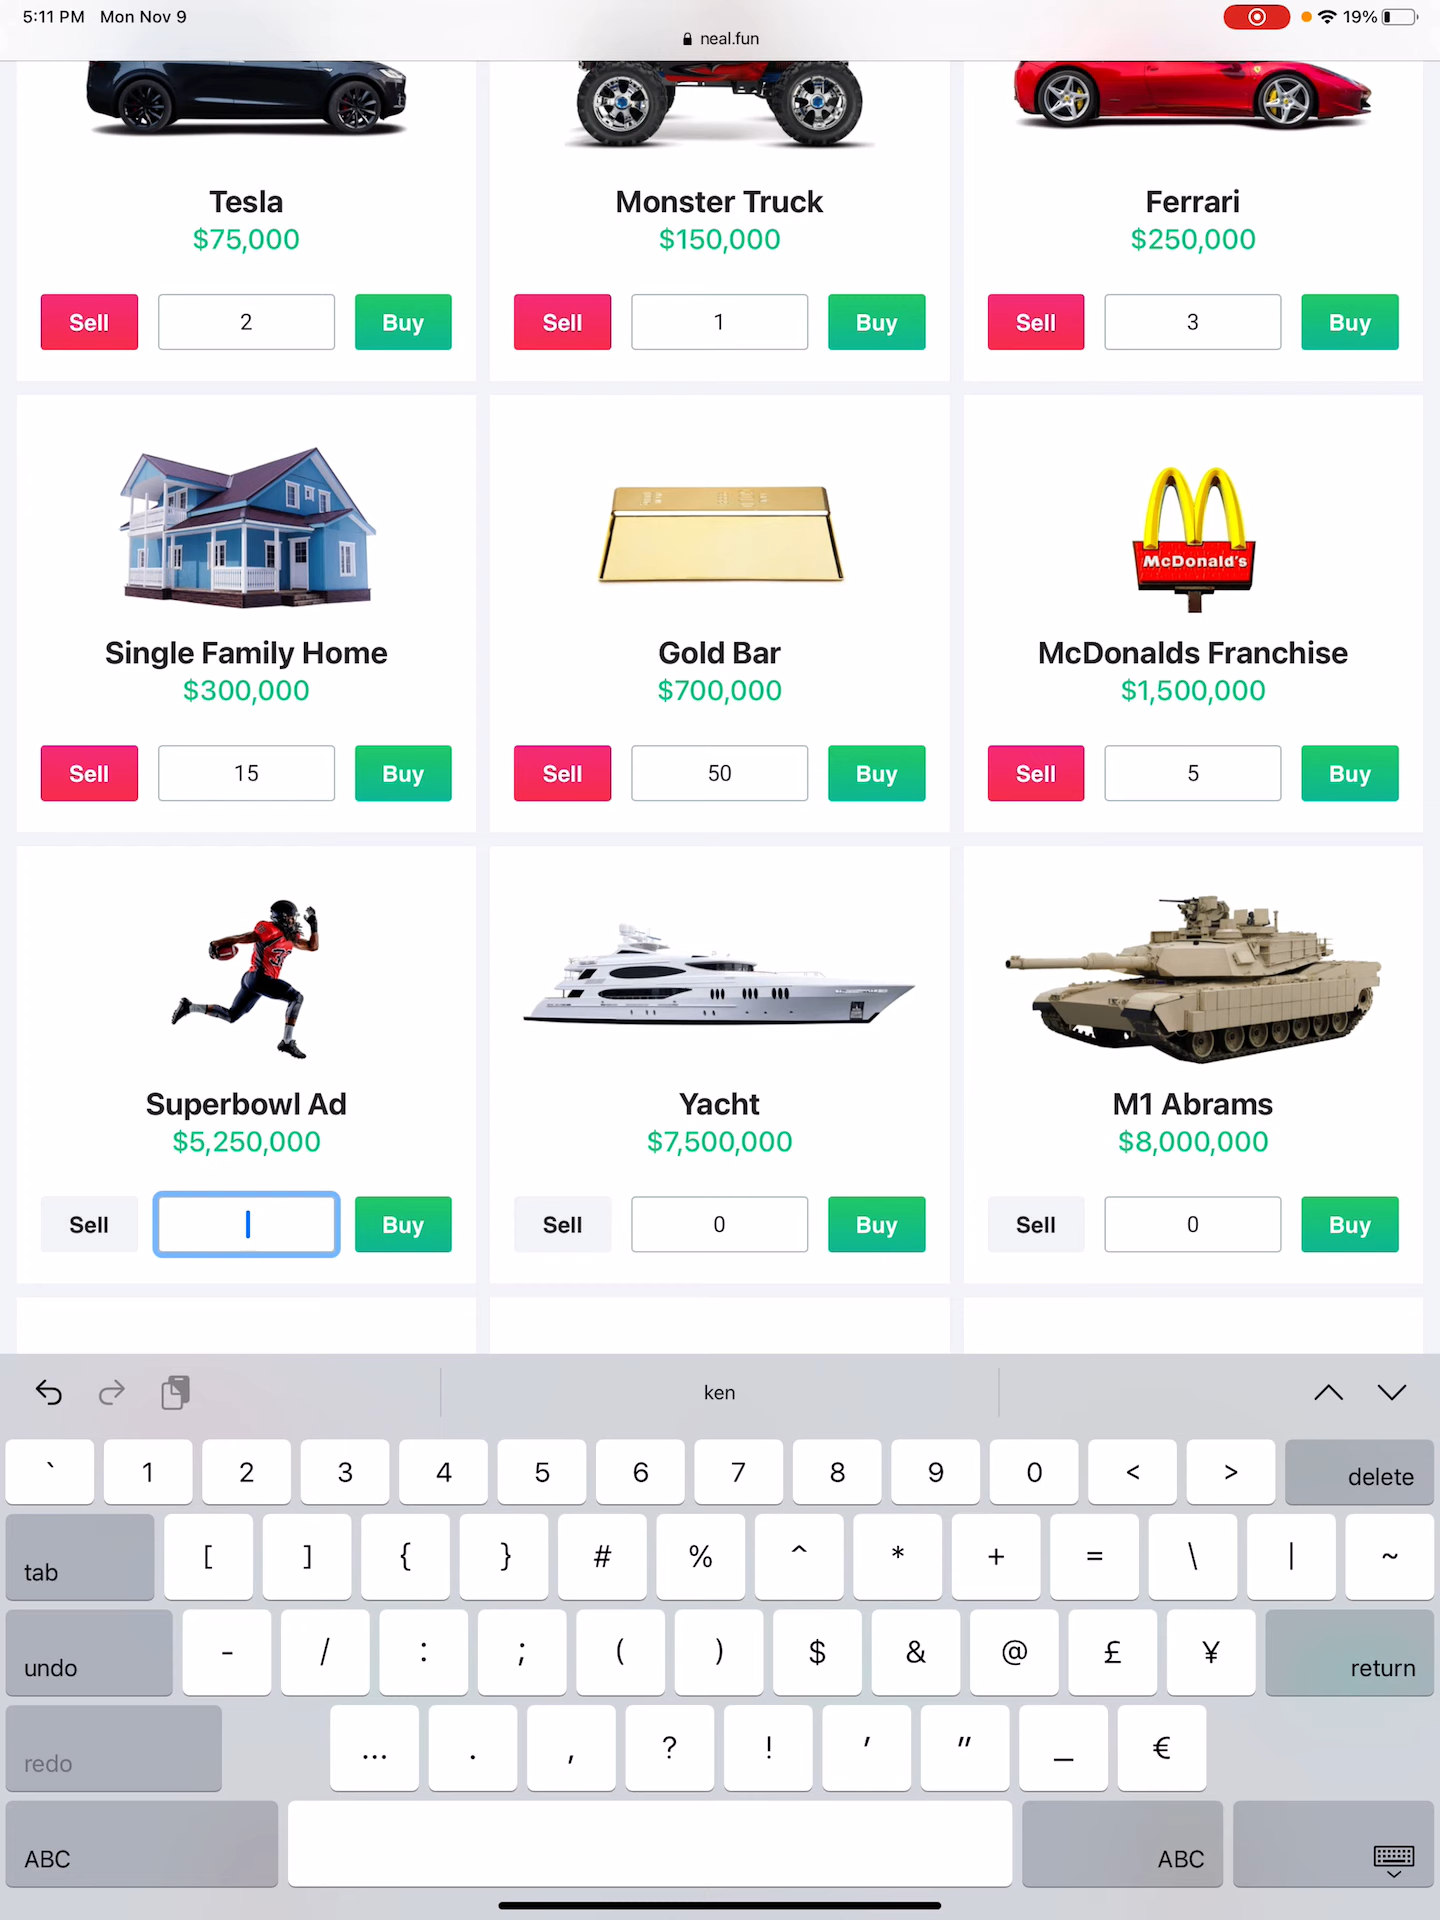 5:11 PM Mon Nov 9
19%
neal.fun
Tesla
$75,000
Sell 2 Buy
Monster Truck
$150,000
Sell 1 Buy
Ferrari
$250,000
Sell 3 Buy
Single Family Home
$300,000
Sell 15 Buy
Gold Bar
$700,000
Sell 50 Buy
McDonald's
McDonalds Franchise
$1,500,000
Sell 5 Buy
Superbowl Ad
$5,250,000
Sell Buy
Yacht
$7,500,000
Sell 0 Buy
M1 Abrams
$8,000,000
Sell 0 Buy
ken
` 1 2 3 4 5 6 7 8 9 0 < > delete
tab [ ] { } # % ^ * + = \ | ~
undo - / : ; ( ) $ & @ £ ¥ return
redo ... . , ? ! ' " _ €
ABC ABC